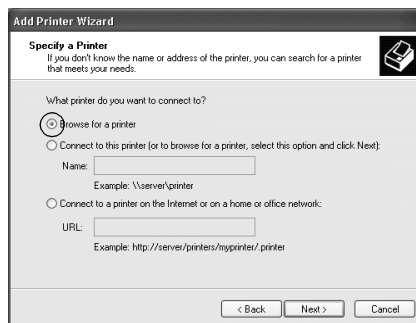 Add Printer Wizard
Specify a Printer
If you don't know the name or address of the printer, you can search for a printer
that meets your needs.
What printer do you want to connect to?
Browse for a printer
Connect to this printer (or to browse for a printer, select this option and click Next):
Name:
Example: \\server\printer
Connect to a printer on the Internet or on a home or office network:
URL:
Example: http://server/printers/myprinter/.printer
< Back
Next >
Cancel